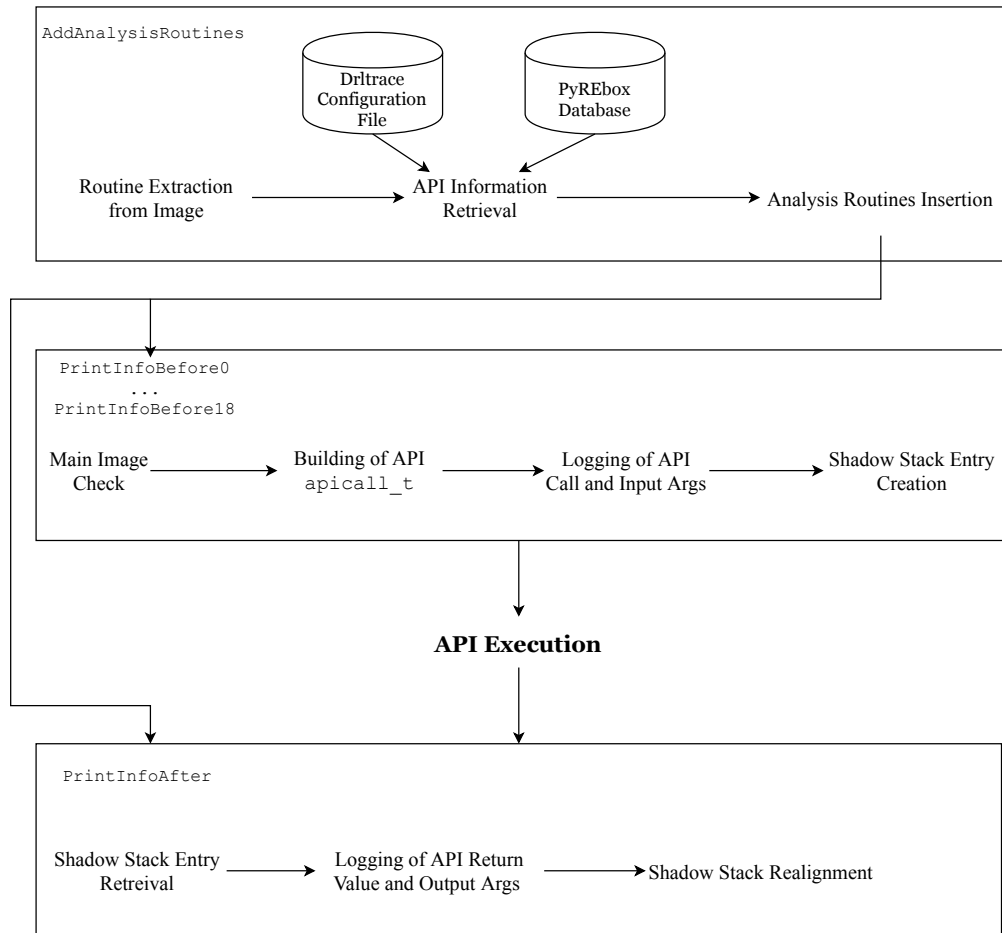 AddAnalysisRoutines
Drltrace
Configuration
File
PyREbox
Database
Routine Extraction
from Image
API Information
Retrieval
Analysis Routines Insertion
PrintInfoBefore0
...
PrintInfoBefore18
Main Image
Check
Building of API
apicall_t
Logging of API
Call and Input Args
Shadow Stack Entry
Creation
API Execution
PrintInfoAfter
Shadow Stack Entry
Retreival
Logging of API Return
Value and Output Args
Shadow Stack Realignment